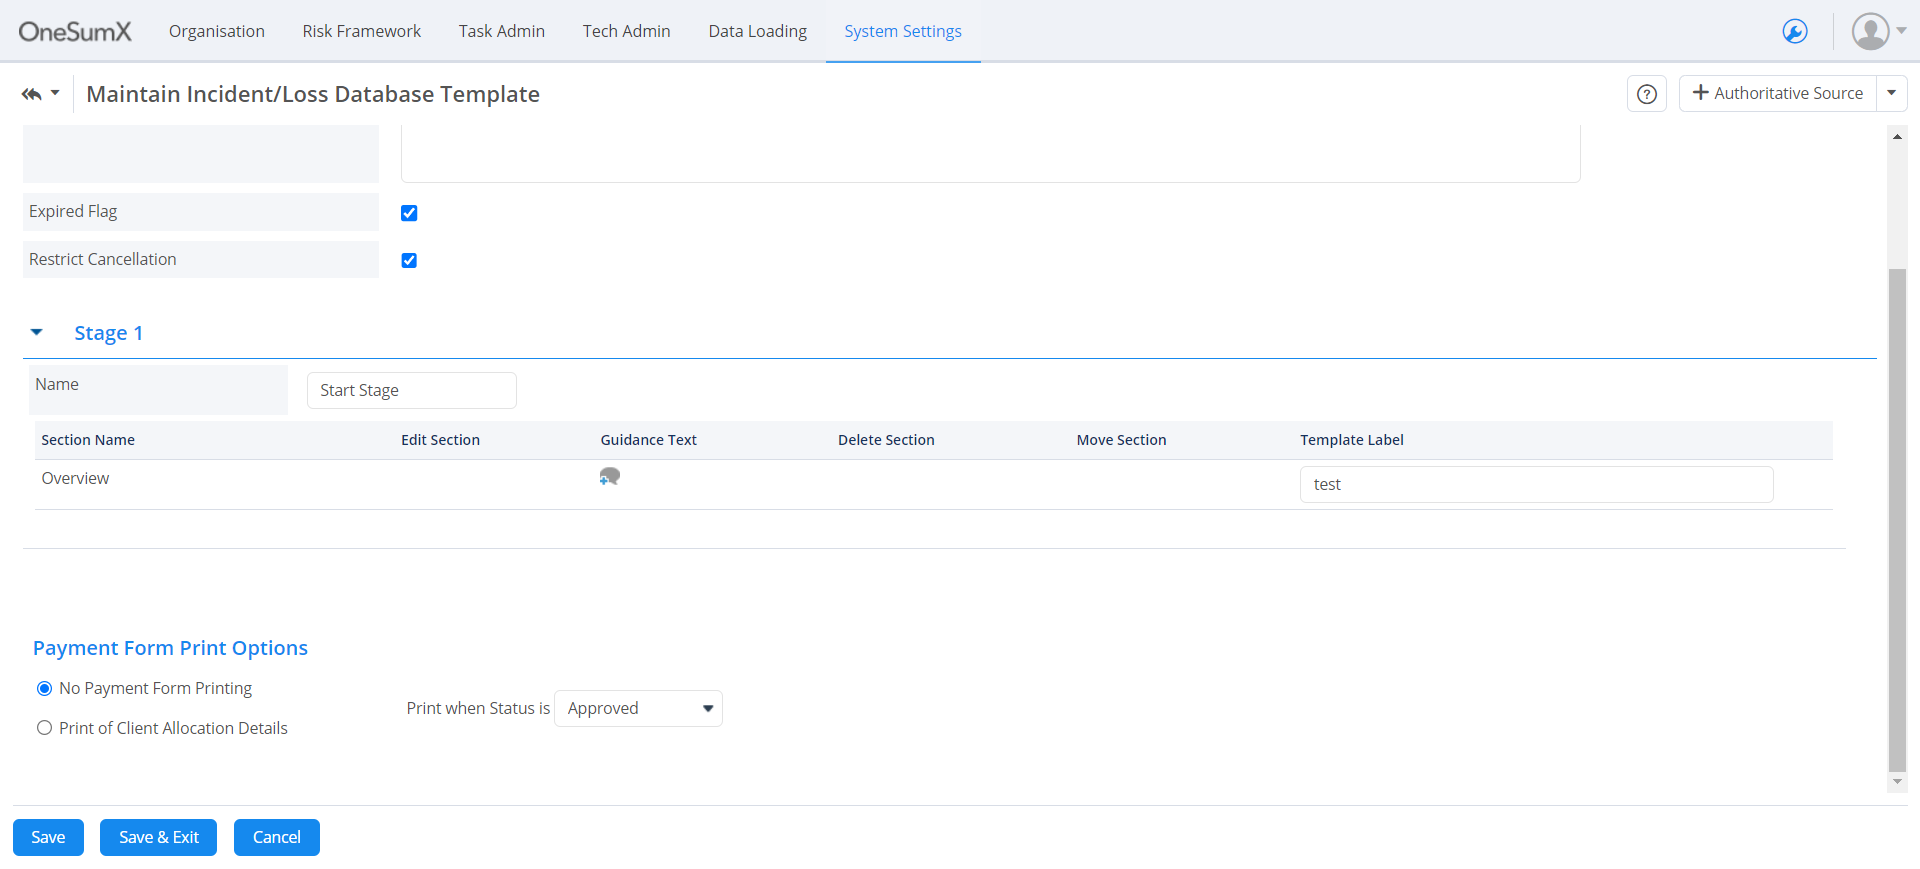 OneSumX Organisation Risk Framework Task Admin Tech Admin Data Loading System Settings
Maintain Incident/Loss Database Template ? Authoritative Source
Expired Flag
Restrict Cancellation
Stage 1
Name Start Stage
Section Name Edit Section Guidance Text Delete Section Move Section Template Label
Overview test
Payment Form Print Options
No Payment Form Printing
Print when Status is Approved
Print of Client Allocation Details
Save Save & Exit Cancel